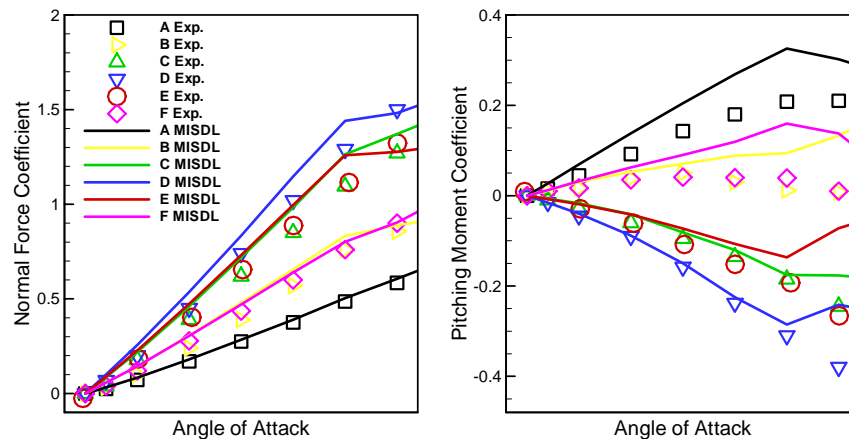 2
1.5
1
0.5
0
Normal Force Coefficient
Angle of Attack
A Exp.
B Exp.
C Exp.
D Exp.
E Exp.
F Exp.
A MISDL
B MISDL
C MISDL
D MISDL
E MISDL
F MISDL
0.4
0.2
0
-0.2
-0.4
Pitching Moment Coefficient
Angle of Attack